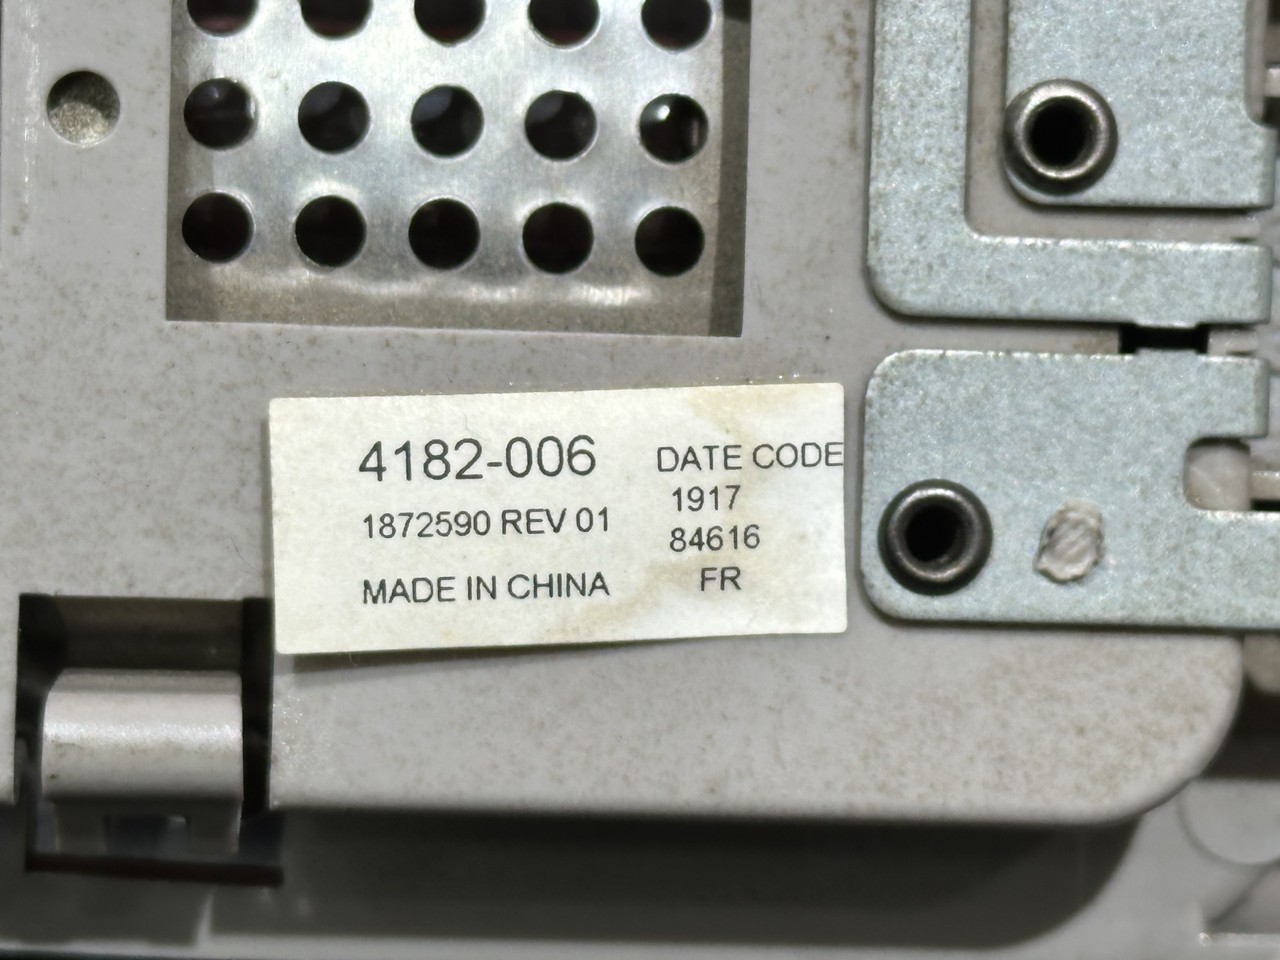 4182-006
1872590 REV 01
MADE IN CHINA
DATE CODE
1917
84616
FR